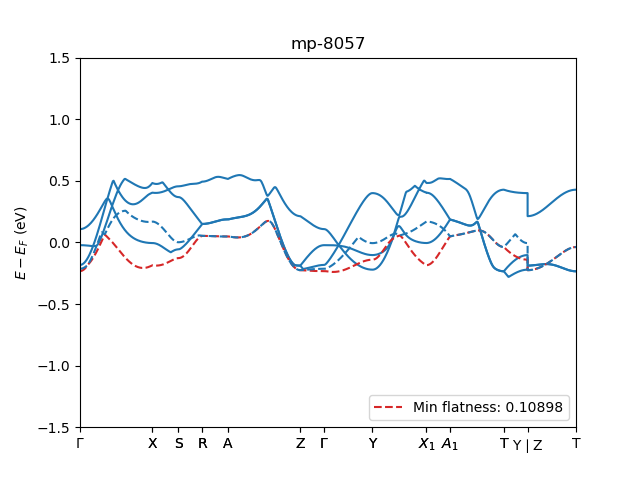 mp-8057
1.5
1.0
0.5
0.0
−0.5
−1.0
−1.5
E − E_F (eV)
Min flatness: 0.10898
Γ X S R A Z Γ Y X₁ A₁ T Y | Z T